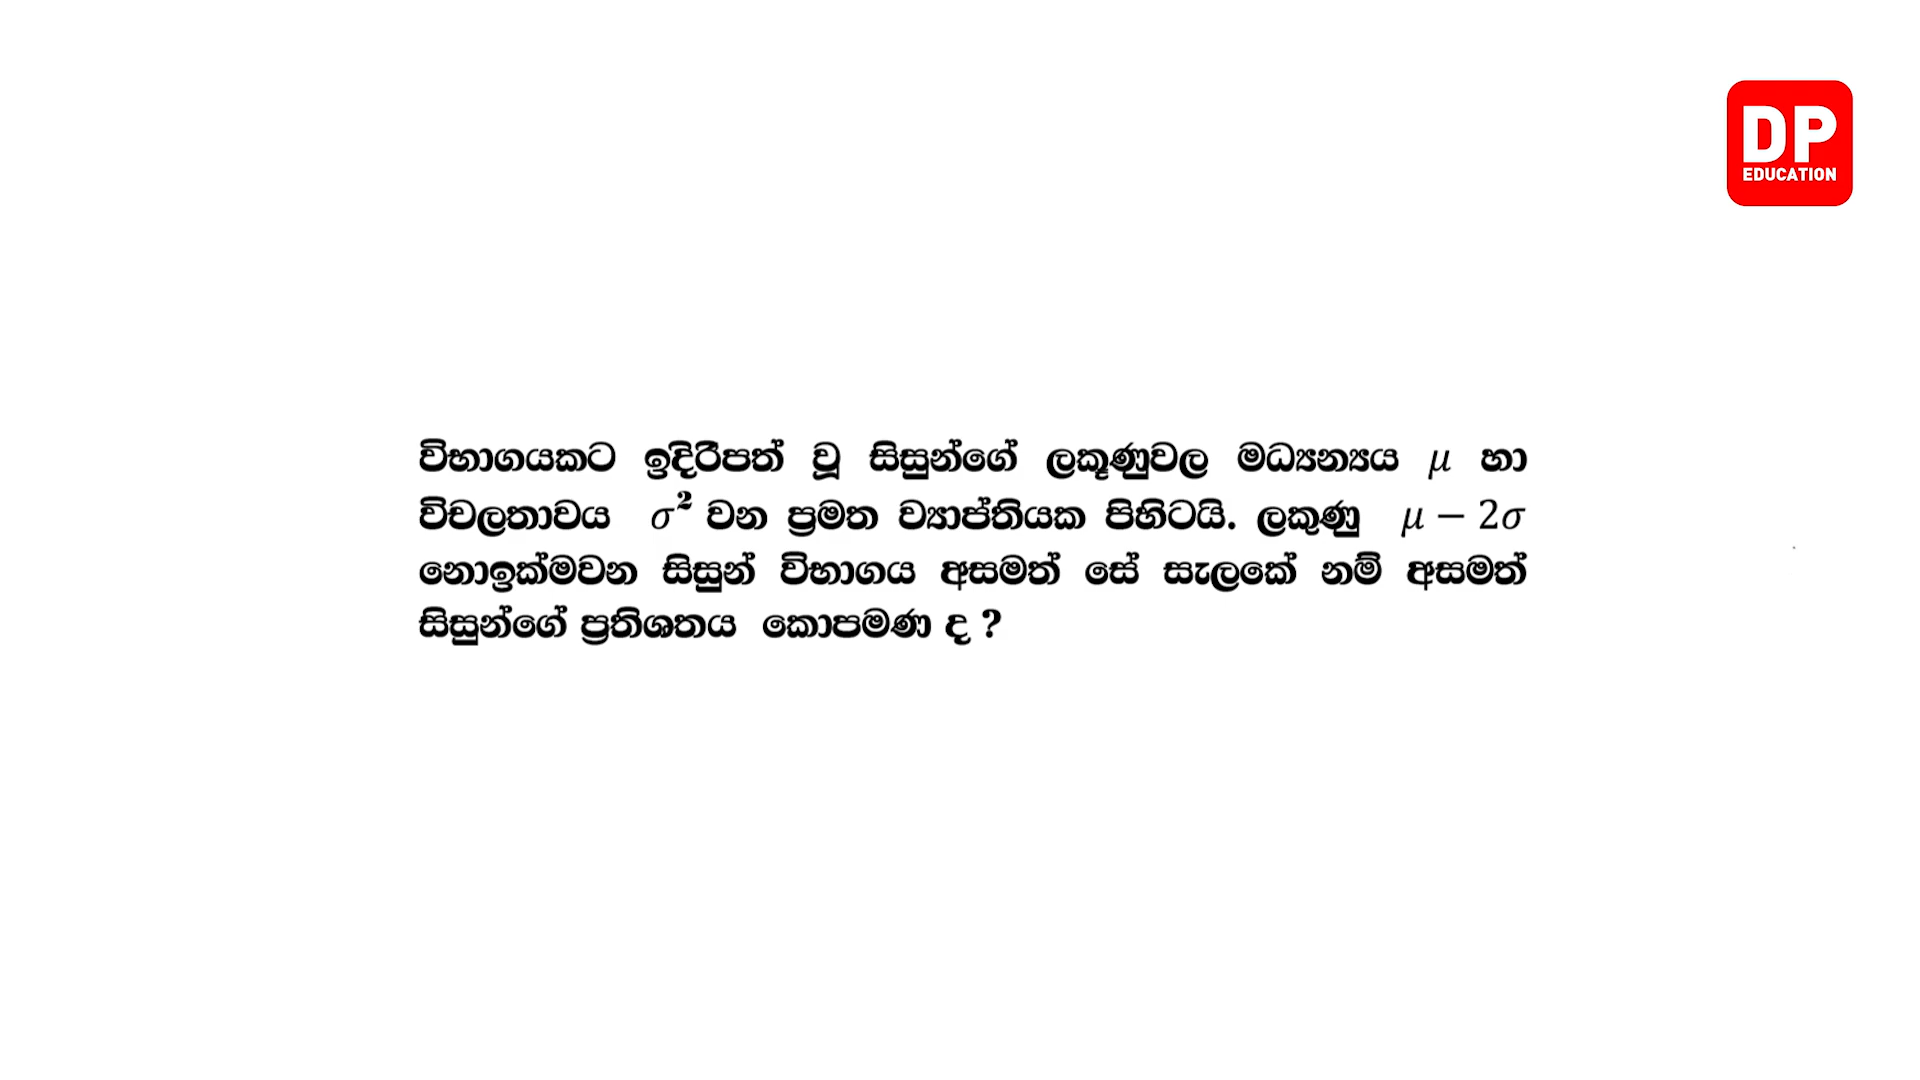 DP
EDUCATION
විභාගයකට ඉදිරිපත් වූ සිසුන්ගේ ලකුණුවල මධ්‍යන්‍යය μ හා
විචලතාවය σ² වන ප්‍රමත ව්‍යාප්තියක පිහිටයි. ලකුණු μ − 2σ
නොඉක්මවන සිසුන් විභාගය අසමත් සේ සැලකේ නම් අසමත්
සිසුන්ගේ ප්‍රතිශතය කොපමණ ද ?